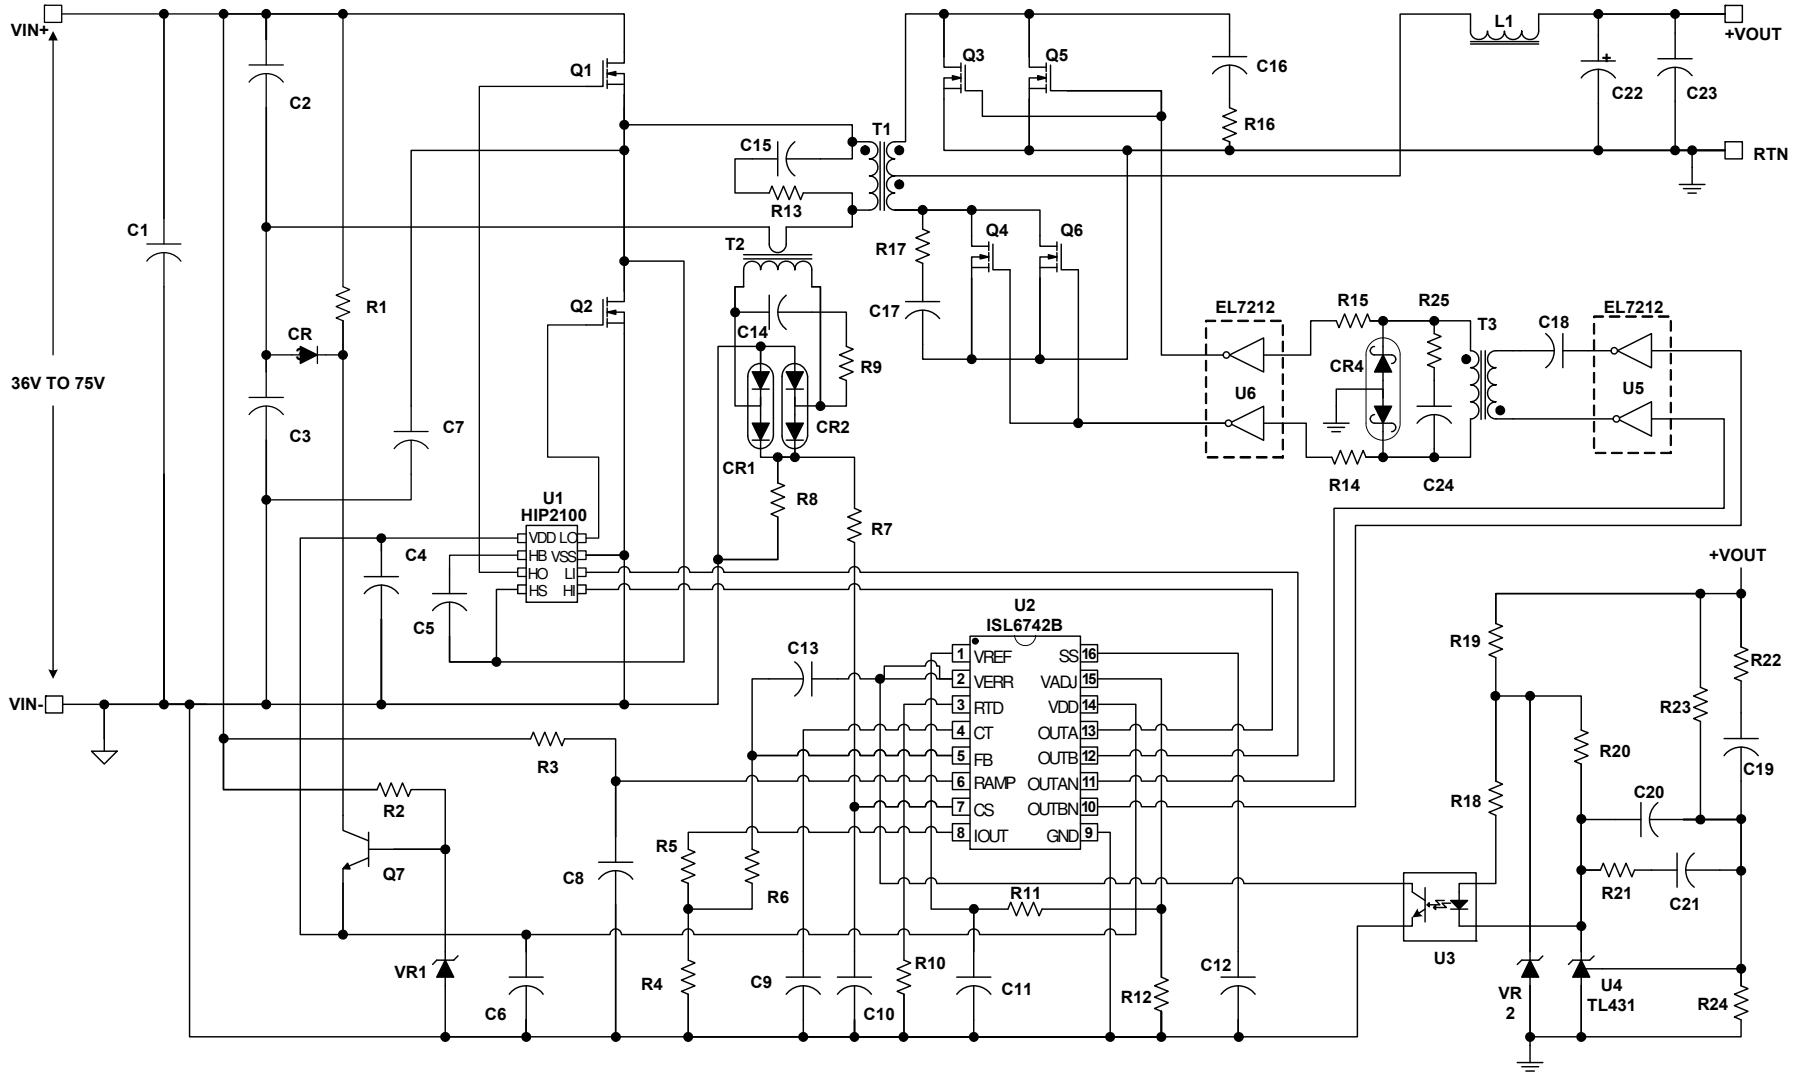 VIN+
L1
+VOUT
Q3
Q5
C16
Q1
C2
C22
C23
R16
T1
C15
RTN
R13
C1
T2
R17
Q4
Q6
R1
Q2
C17
EL7212
R15
R25
T3
C18
EL7212
C14
CR
R9
CR4
36V TO 75V
U6
U5
C3
C7
CR2
CR1
R14
C24
R8
R7
U1
HIP2100
VDD LO
HB VSS
HO LI
HS HI
C4
C5
+VOUT
U2
ISL6742B
C13
1 VREF SS 16
2 VERR VADJ 15
3 RTD VDD 14
4 CT OUTA 13
5 FB OUTB 12
6 RAMP OUTAN 11
7 CS OUTBN 10
8 IOUT GND 9
R19
R22
VIN-
R23
R20
R3
C19
R2
R18
C20
R5
Q7
C8
R6
R11
R21
C21
U3
VR1
R4
C9
R10
C11
C12
R12
C6
C10
VR
2
U4
TL431
R24